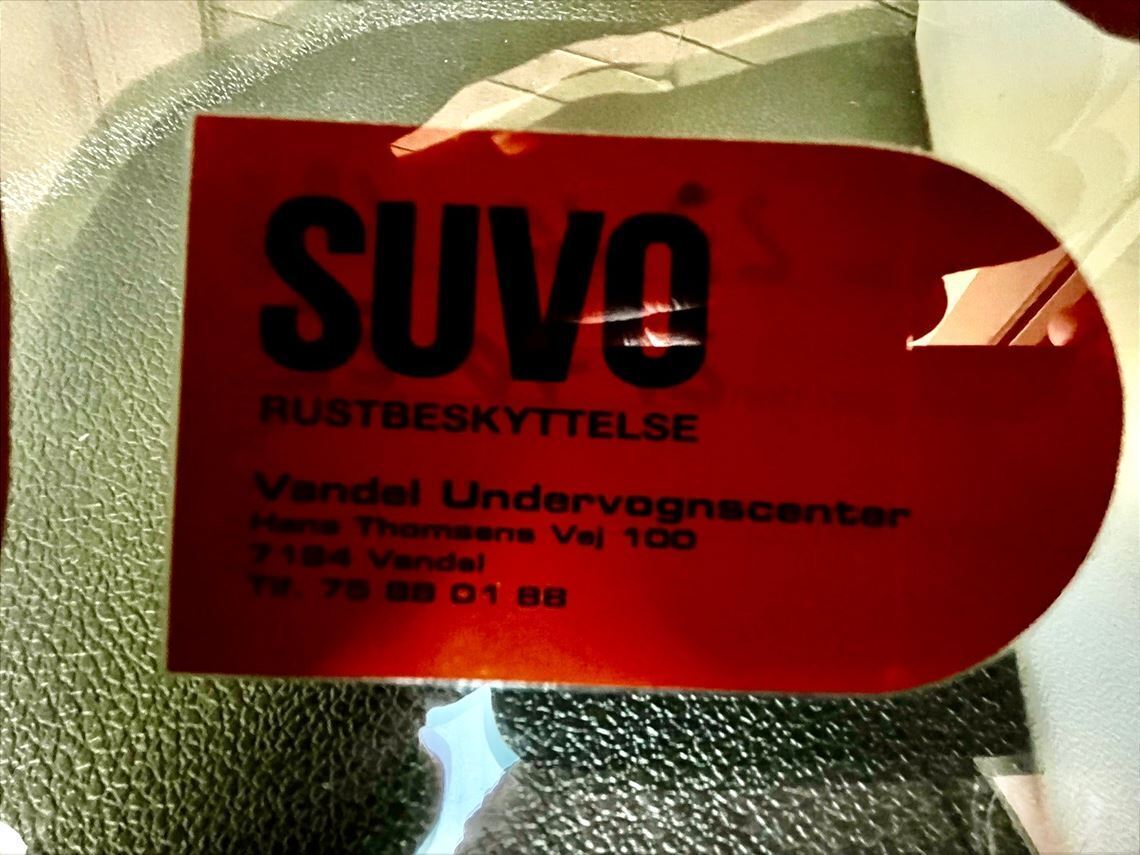 SUVO
RUSTBESKYTTELSE
Vandel Undervognscenter
Hans Thomsens Vej 100
7184 Vandel
Tlf. 75 88 01 88